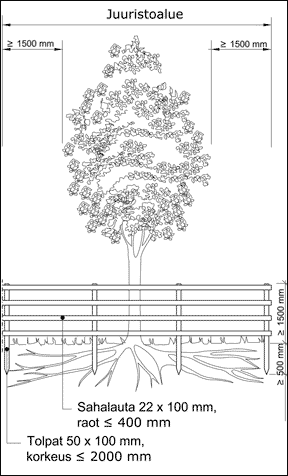 Juuristoalue
≥ 1500 mm
≥ 1500 mm
≥ 1500 mm
≥ 500 mm
Sahalauta 22 x 100 mm,
raot ≤ 400 mm
Tolpat 50 x 100 mm,
korkeus ≤ 2000 mm